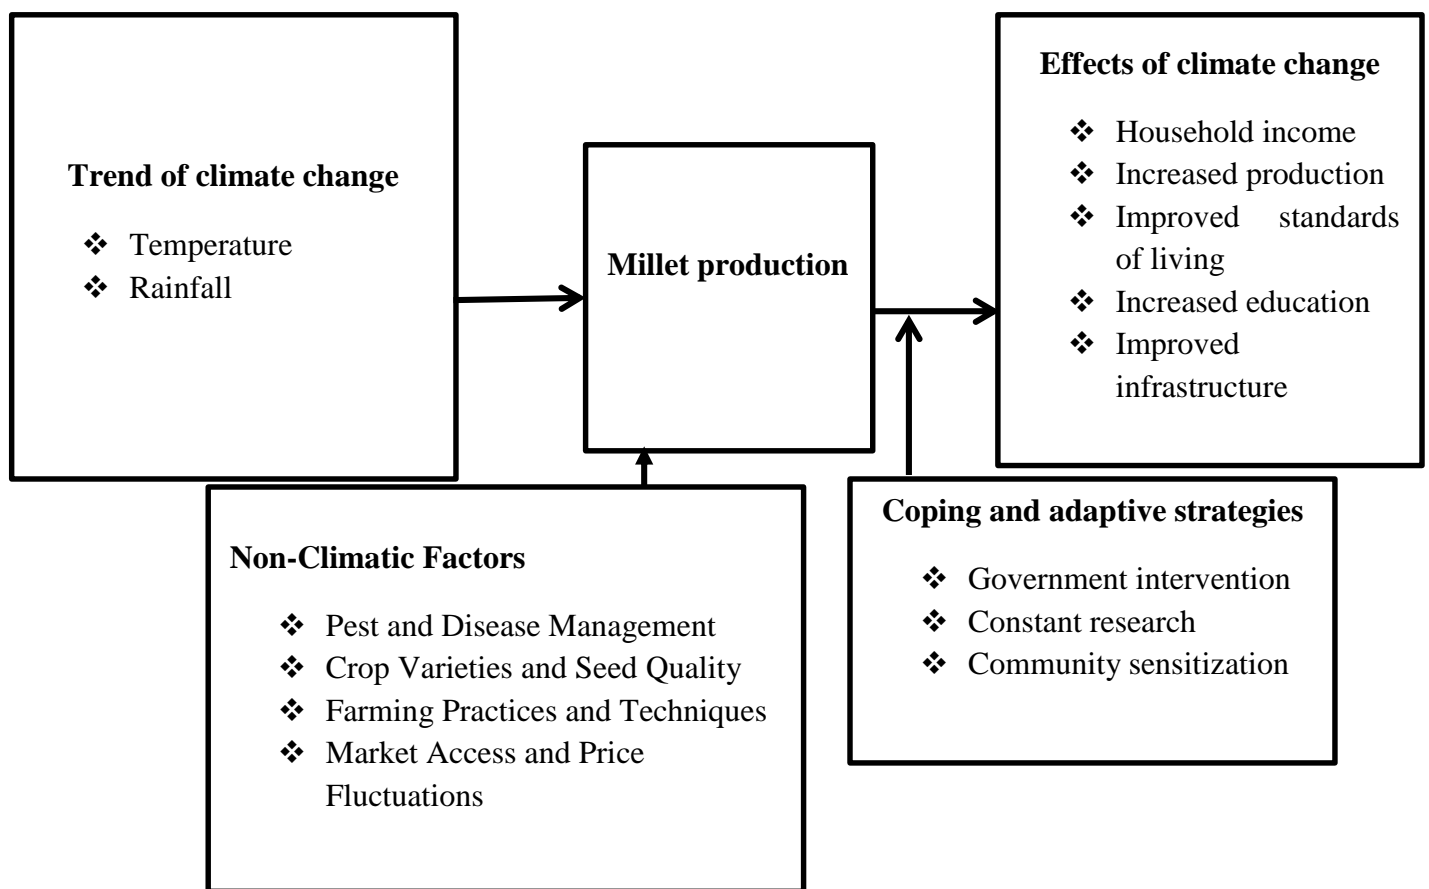 Trend of climate change
❖ Temperature
❖ Rainfall
Millet production
Effects of climate change
❖ Household income
❖ Increased production
❖ Improved standards
of living
❖ Increased education
❖ Improved
infrastructure
Non-Climatic Factors
❖ Pest and Disease Management
❖ Crop Varieties and Seed Quality
❖ Farming Practices and Techniques
❖ Market Access and Price
Fluctuations
Coping and adaptive strategies
❖ Government intervention
❖ Constant research
❖ Community sensitization